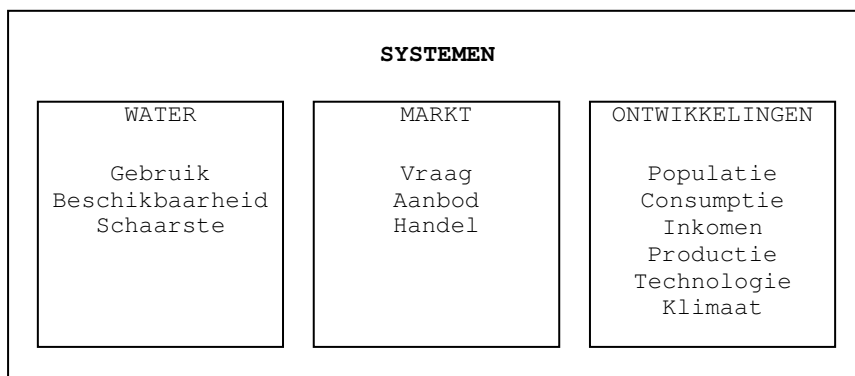 SYSTEMEN
WATER
Gebruik
Beschikbaarheid
Schaarste
MARKT
Vraag
Aanbod
Handel
ONTWIKKELINGEN
Populatie
Consumptie
Inkomen
Productie
Technologie
Klimaat